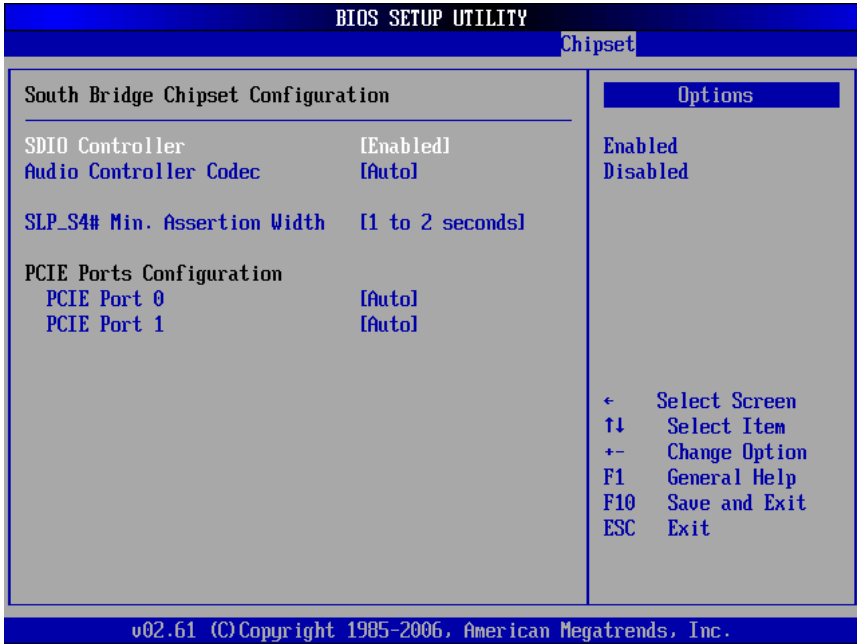 BIOS SETUP UTILITY
Chipset
South Bridge Chipset Configuration
SDIO Controller [Enabled]
Audio Controller Codec [Auto]
SLP_S4# Min. Assertion Width [1 to 2 seconds]
PCIE Ports Configuration
PCIE Port 0 [Auto]
PCIE Port 1 [Auto]
Options
Enabled
Disabled
← Select Screen
↑↓ Select Item
+- Change Option
F1 General Help
F10 Save and Exit
ESC Exit
v02.61 (C)Copyright 1985-2006, American Megatrends, Inc.